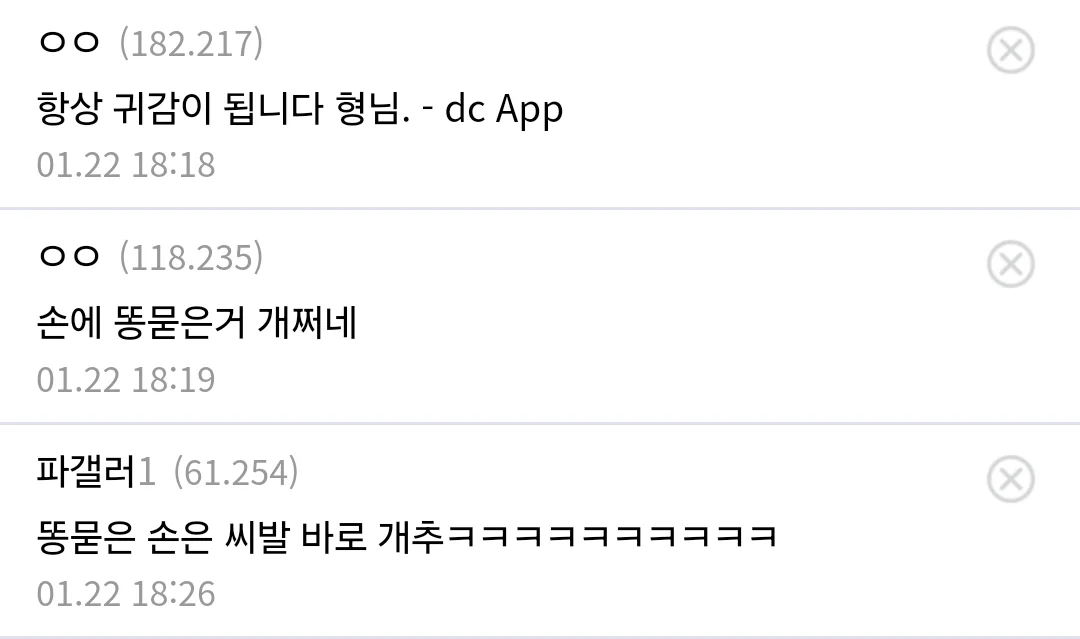 ㅇㅇ (182.217)
항상 귀감이 됩니다 형님. - dc App
01.22 18:18
ㅇㅇ (118.235)
손에 똥묻은거 개쩌네
01.22 18:19
파갤러1 (61.254)
똥묻은 손은 씨발 바로 개추ㅋㅋㅋㅋㅋㅋㅋㅋㅋㅋ
01.22 18:26